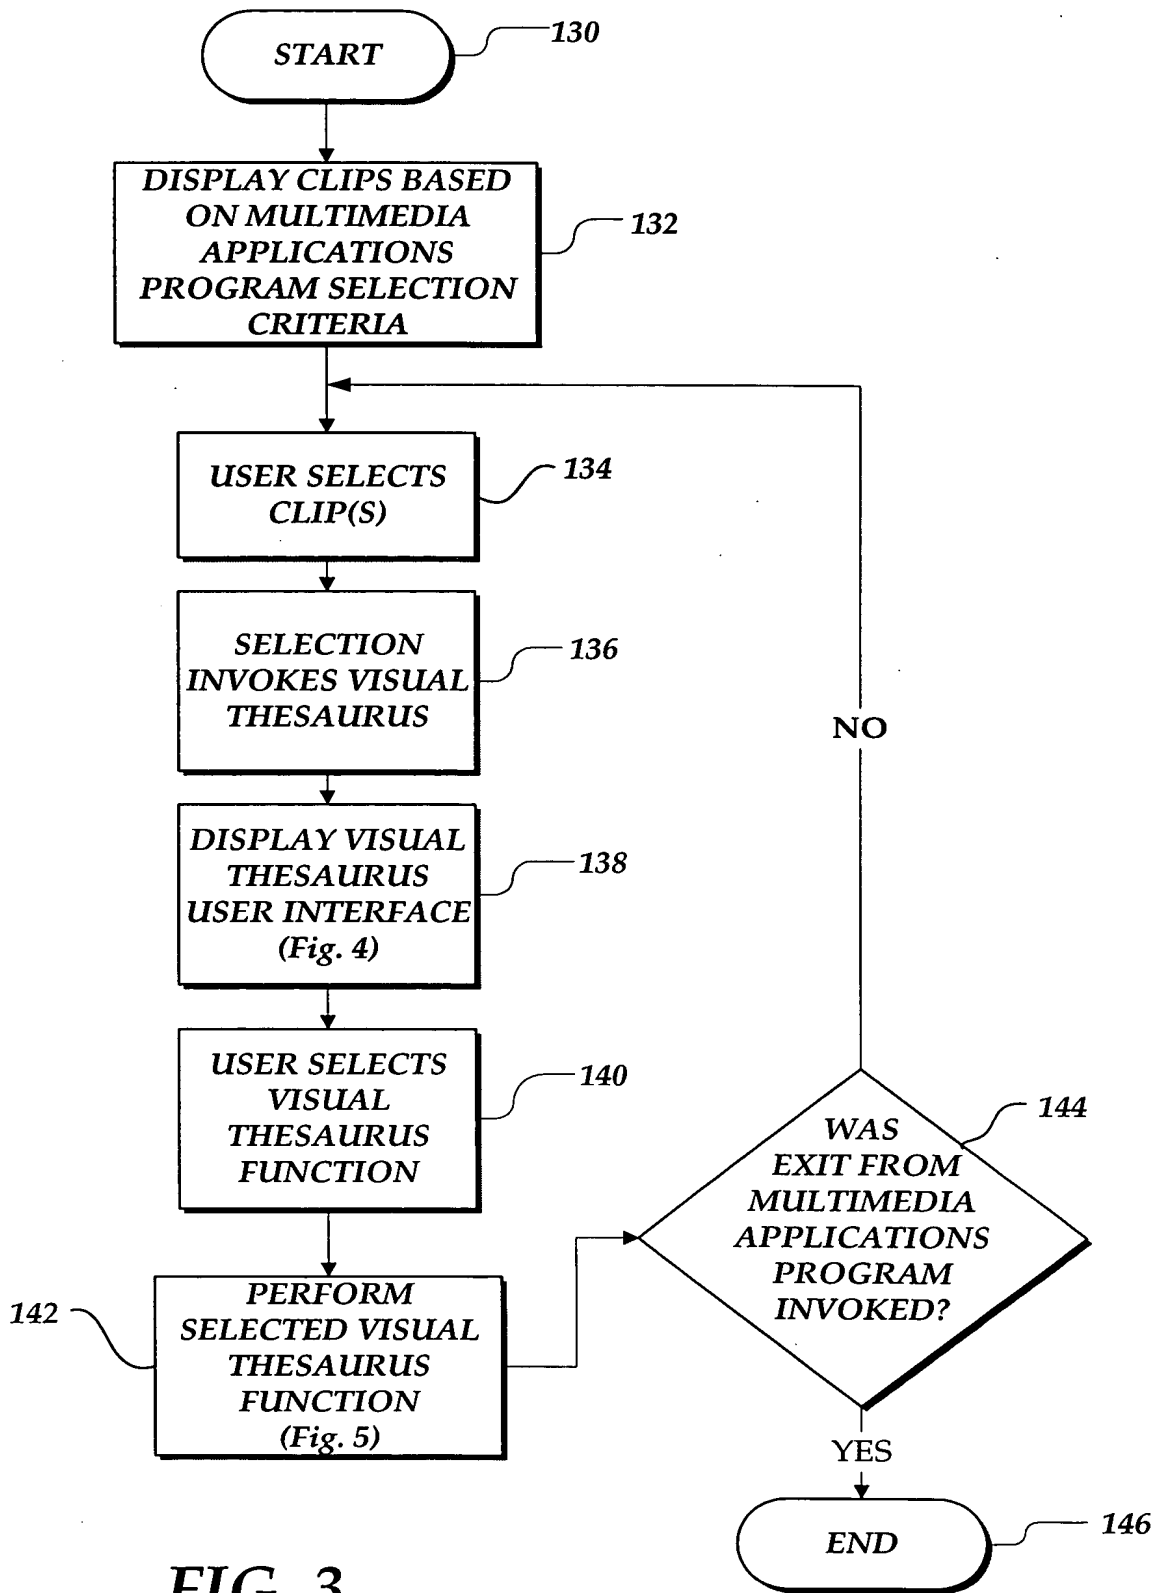 START
130
DISPLAY CLIPS BASED
ON MULTIMEDIA
APPLICATIONS
PROGRAM SELECTION
CRITERIA
132
USER SELECTS
CLIP(S)
134
SELECTION
INVOKES VISUAL
THESAURUS
136
NO
DISPLAY VISUAL
THESAURUS
USER INTERFACE
(Fig. 4)
138
USER SELECTS
VISUAL
THESAURUS
FUNCTION
140
WAS
EXIT FROM
MULTIMEDIA
APPLICATIONS
PROGRAM
INVOKED?
144
PERFORM
SELECTED VISUAL
THESAURUS
FUNCTION
(Fig. 5)
142
YES
END
146
FIG. 3